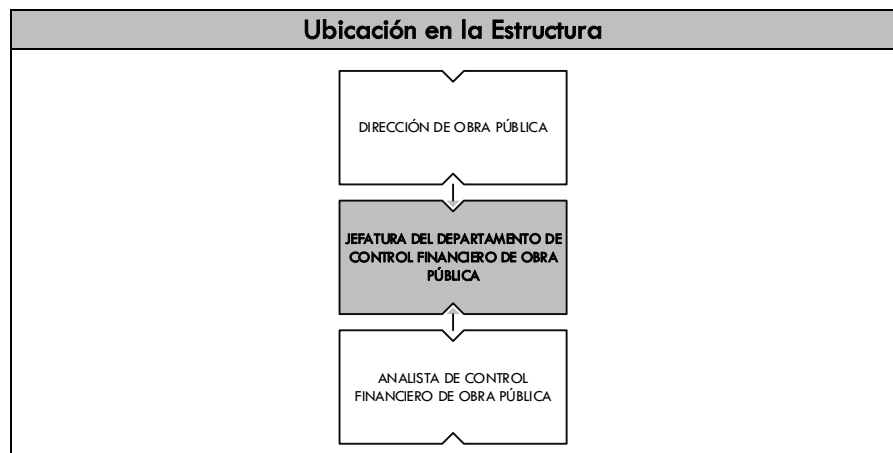 Ubicación en la Estructura
DIRECCIÓN DE OBRA PÚBLICA
JEFATURA DEL DEPARTAMENTO DE
CONTROL FINANCIERO DE OBRA
PÚBLICA
ANALISTA DE CONTROL
FINANCIERO DE OBRA PÚBLICA